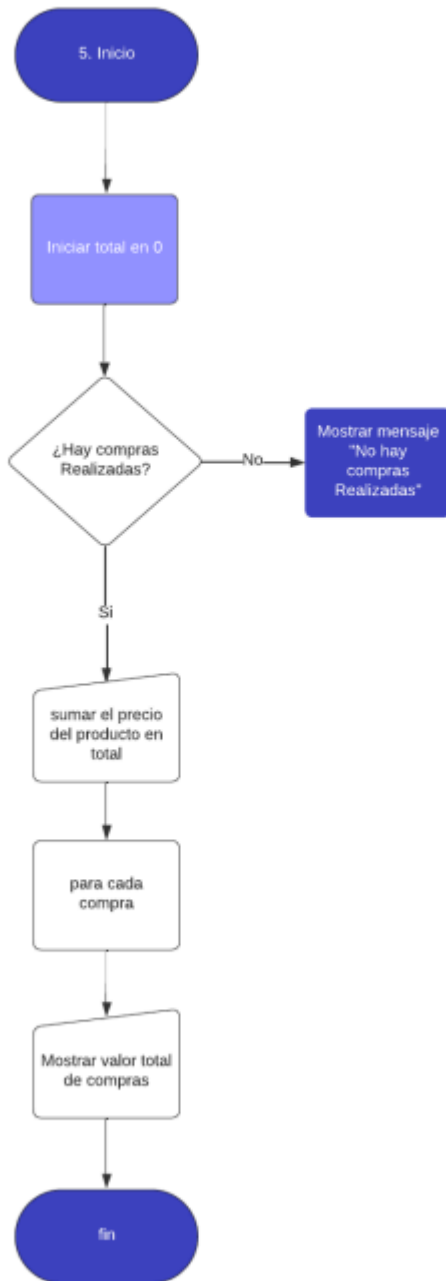 5. Inicio
Iniciar total en 0
¿Hay compras
Realizadas?
No
Mostrar mensaje
"No hay
compras
Realizadas"
Si
sumar el precio
del producto en
total
para cada
compra
Mostrar valor total
de compras
fin